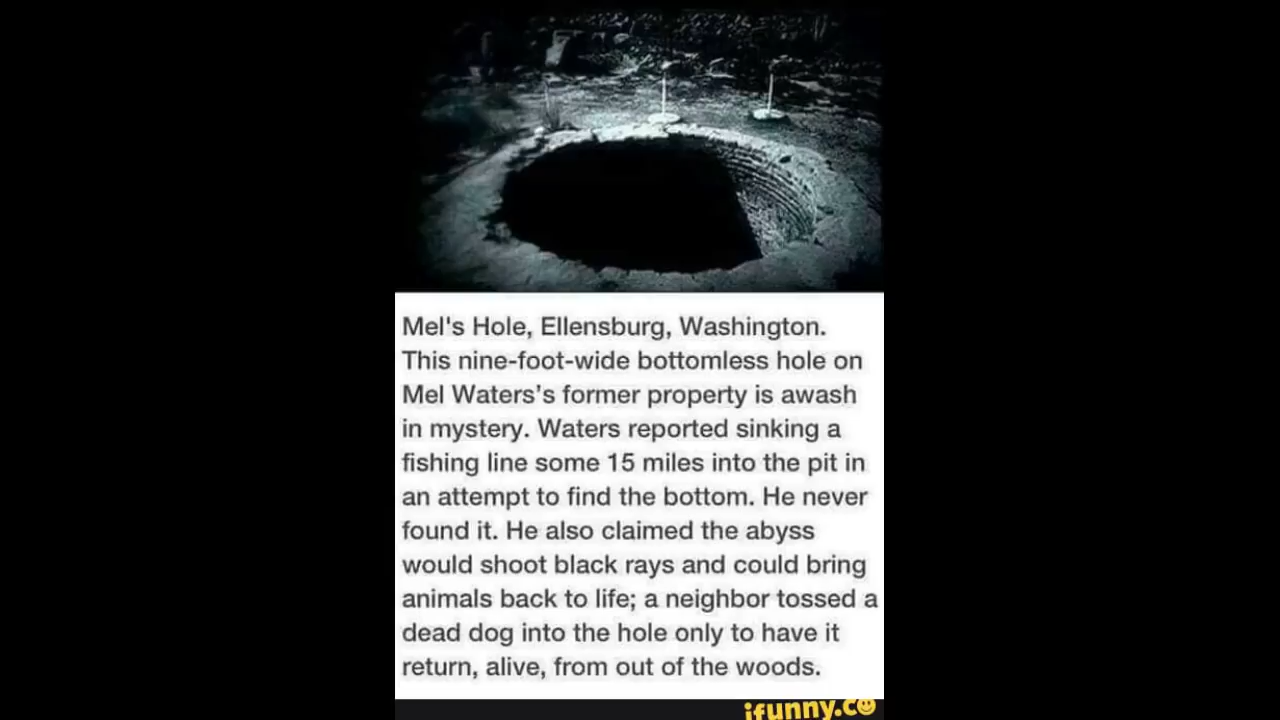 Mel's Hole, Ellensburg, Washington.
This nine-foot-wide bottomless hole on
Mel Waters's former property is awash
in mystery. Waters reported sinking a
fishing line some 15 miles into the pit in
an attempt to find the bottom. He never
found it. He also claimed the abyss
would shoot black rays and could bring
animals back to life; a neighbor tossed a
dead dog into the hole only to have it
return, alive, from out of the woods.
ifunny.co